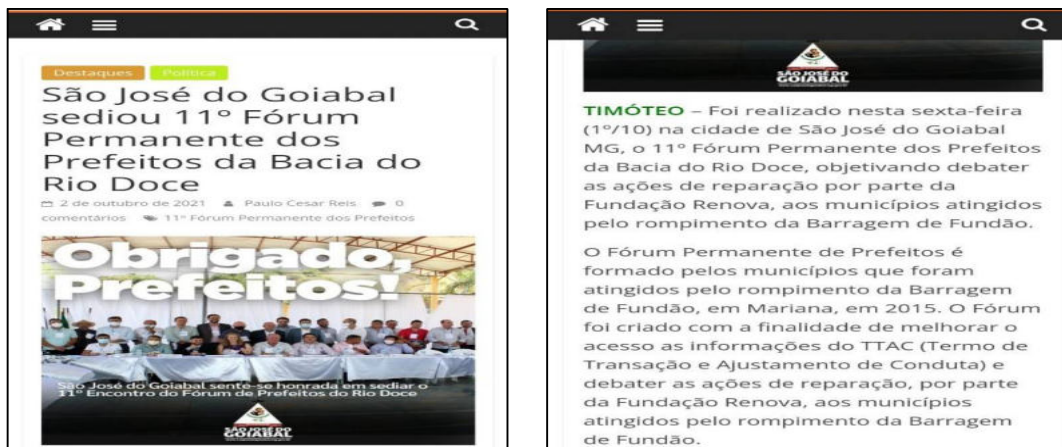 Destaques Política
São José do Goiabal
sediou 11º Fórum
Permanente dos
Prefeitos da Bacia do
Rio Doce
2 de outubro de 2021 Paulo Cesar Reis 0
comentários 11º Fórum Permanente dos Prefeitos
Obrigado,
Prefeitos!
São José do Goiabal sente-se honrada em sediar o
11º Encontro do Fórum de Prefeitos do Rio Doce
SÃO JOSÉ DO
GOIABAL
SÃO JOSÉ DO
GOIABAL
TIMÓTEO – Foi realizado nesta sexta-feira
(1º/10) na cidade de São José do Goiabal
MG, o 11º Fórum Permanente dos Prefeitos
da Bacia do Rio Doce, objetivando debater
as ações de reparação por parte da
Fundação Renova, aos municípios atingidos
pelo rompimento da Barragem de Fundão.
O Fórum Permanente de Prefeitos é
formado pelos municípios que foram
atingidos pelo rompimento da Barragem
de Fundão, em Mariana, em 2015. O Fórum
foi criado com a finalidade de melhorar o
acesso as informações do TTAC (Termo de
Transação e Ajustamento de Conduta) e
debater as ações de reparação, por parte
da Fundação Renova, aos municípios
atingidos pelo rompimento da Barragem
de Fundão.